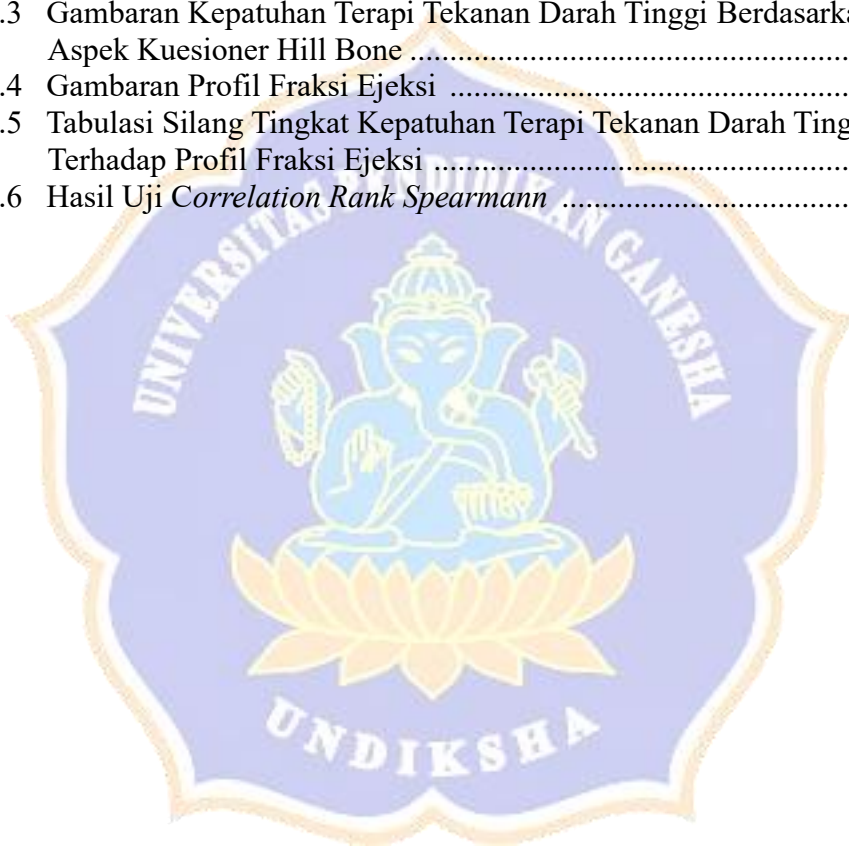 .3 Gambaran Kepatuhan Terapi Tekanan Darah Tinggi Berdasarka
Aspek Kuesioner Hill Bone ..........................................................
.4 Gambaran Profil Fraksi Ejeksi ......................................................
.5 Tabulasi Silang Tingkat Kepatuhan Terapi Tekanan Darah Ting
Terhadap Profil Fraksi Ejeksi .......................................................
.6 Hasil Uji Correlation Rank Spearmann ......................................
UNIVERSITAS PENDIDIKAN GANESHA
UNDIKSHA